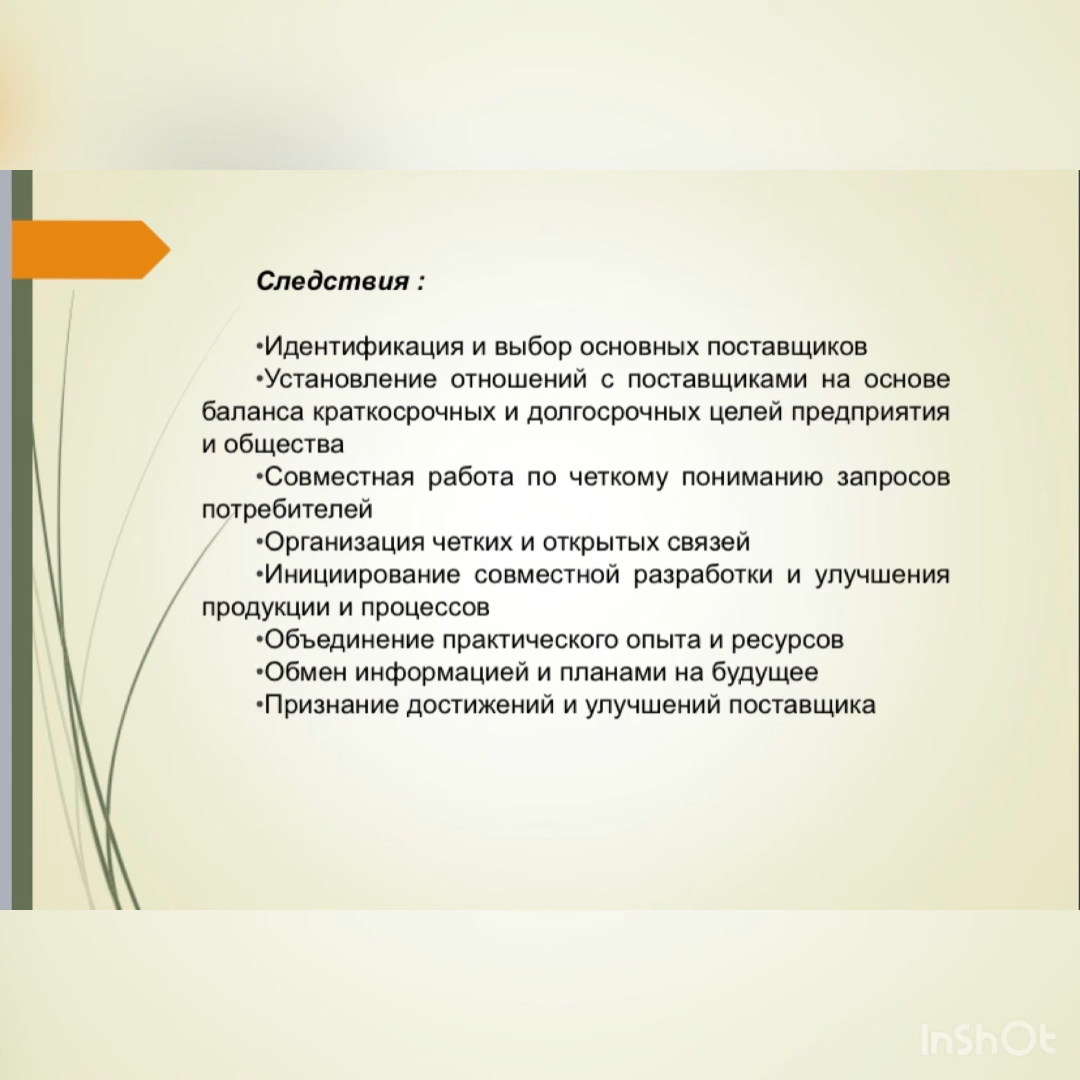 Следствия :
•Идентификация и выбор основных поставщиков
•Установление отношений с поставщиками на основе
баланса краткосрочных и долгосрочных целей предприятия
и общества
•Совместная работа по четкому пониманию запросов
потребителей
•Организация четких и открытых связей
•Инициирование совместной разработки и улучшения
продукции и процессов
•Объединение практического опыта и ресурсов
•Обмен информацией и планами на будущее
•Признание достижений и улучшений поставщика
InShOt